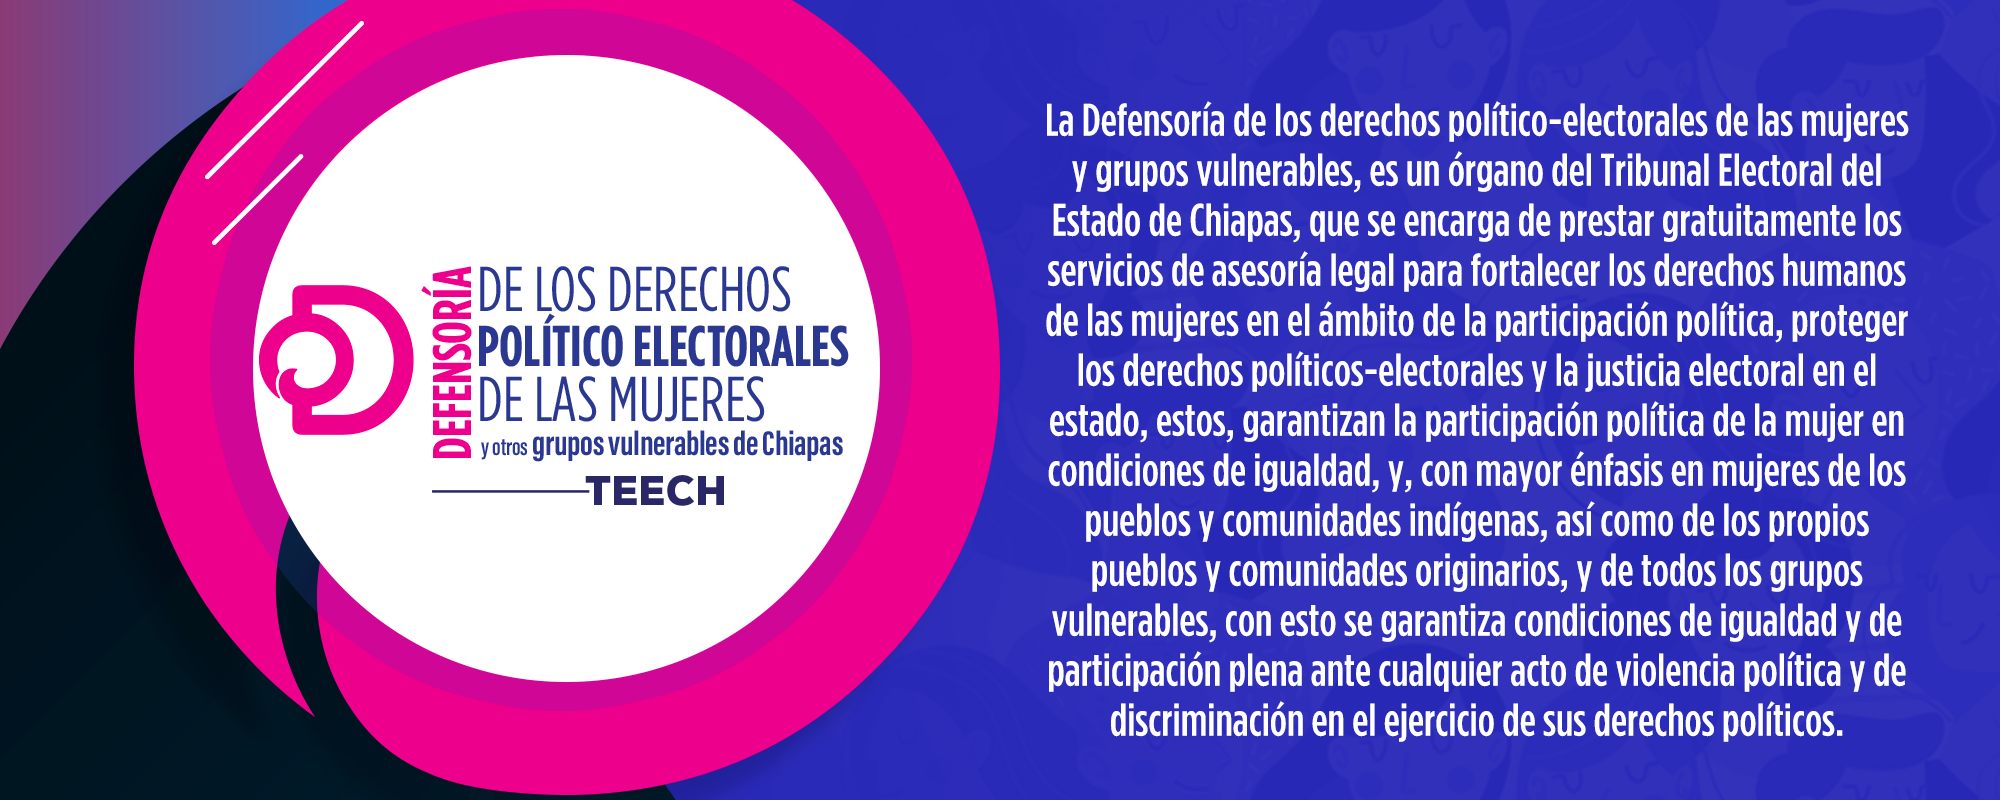 DEFENSORÍA
DE LOS DERECHOS
POLÍTICO ELECTORALES
DE LAS MUJERES
y otros grupos vulnerables de Chiapas
TEECH
La Defensoría de los derechos político-electorales de las mujeres
y grupos vulnerables, es un órgano del Tribunal Electoral del
Estado de Chiapas, que se encarga de prestar gratuitamente los
servicios de asesoría legal para fortalecer los derechos humanos
de las mujeres en el ámbito de la participación política, proteger
los derechos políticos-electorales y la justicia electoral en el
estado, estos, garantizan la participación política de la mujer en
condiciones de igualdad, y, con mayor énfasis en mujeres de los
pueblos y comunidades indígenas, así como de los propios
pueblos y comunidades originarios, y de todos los grupos
vulnerables, con esto se garantiza condiciones de igualdad y de
participación plena ante cualquier acto de violencia política y de
discriminación en el ejercicio de sus derechos políticos.